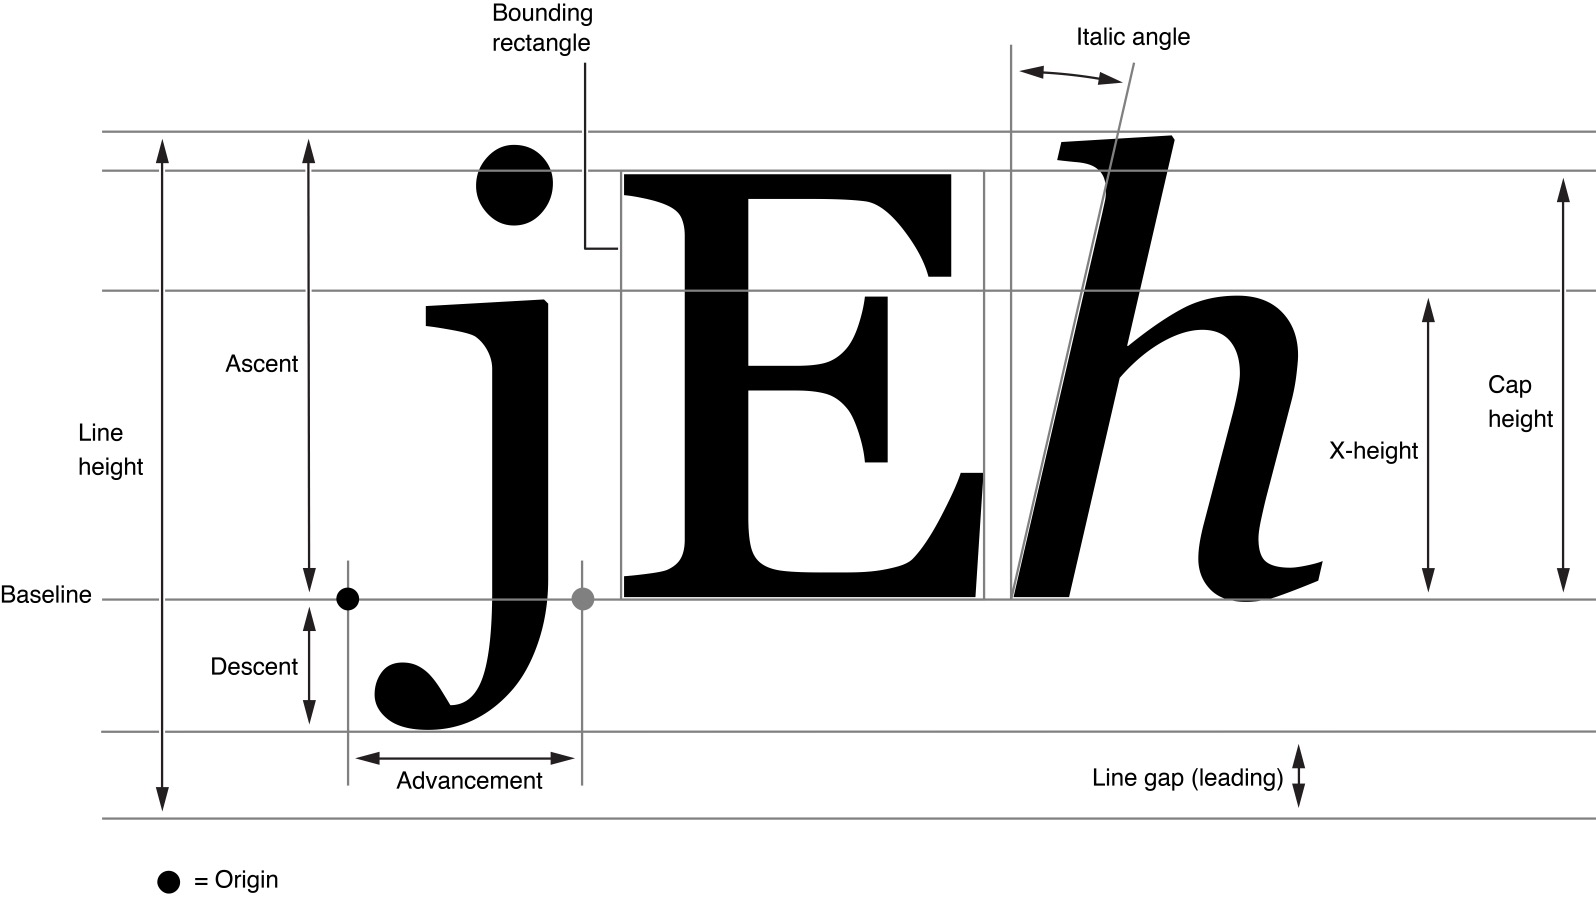 Bounding
rectangle
Italic angle
jEh
Ascent
Cap
height
Line
height
X-height
Baseline
Descent
Advancement
Line gap (leading)
= Origin